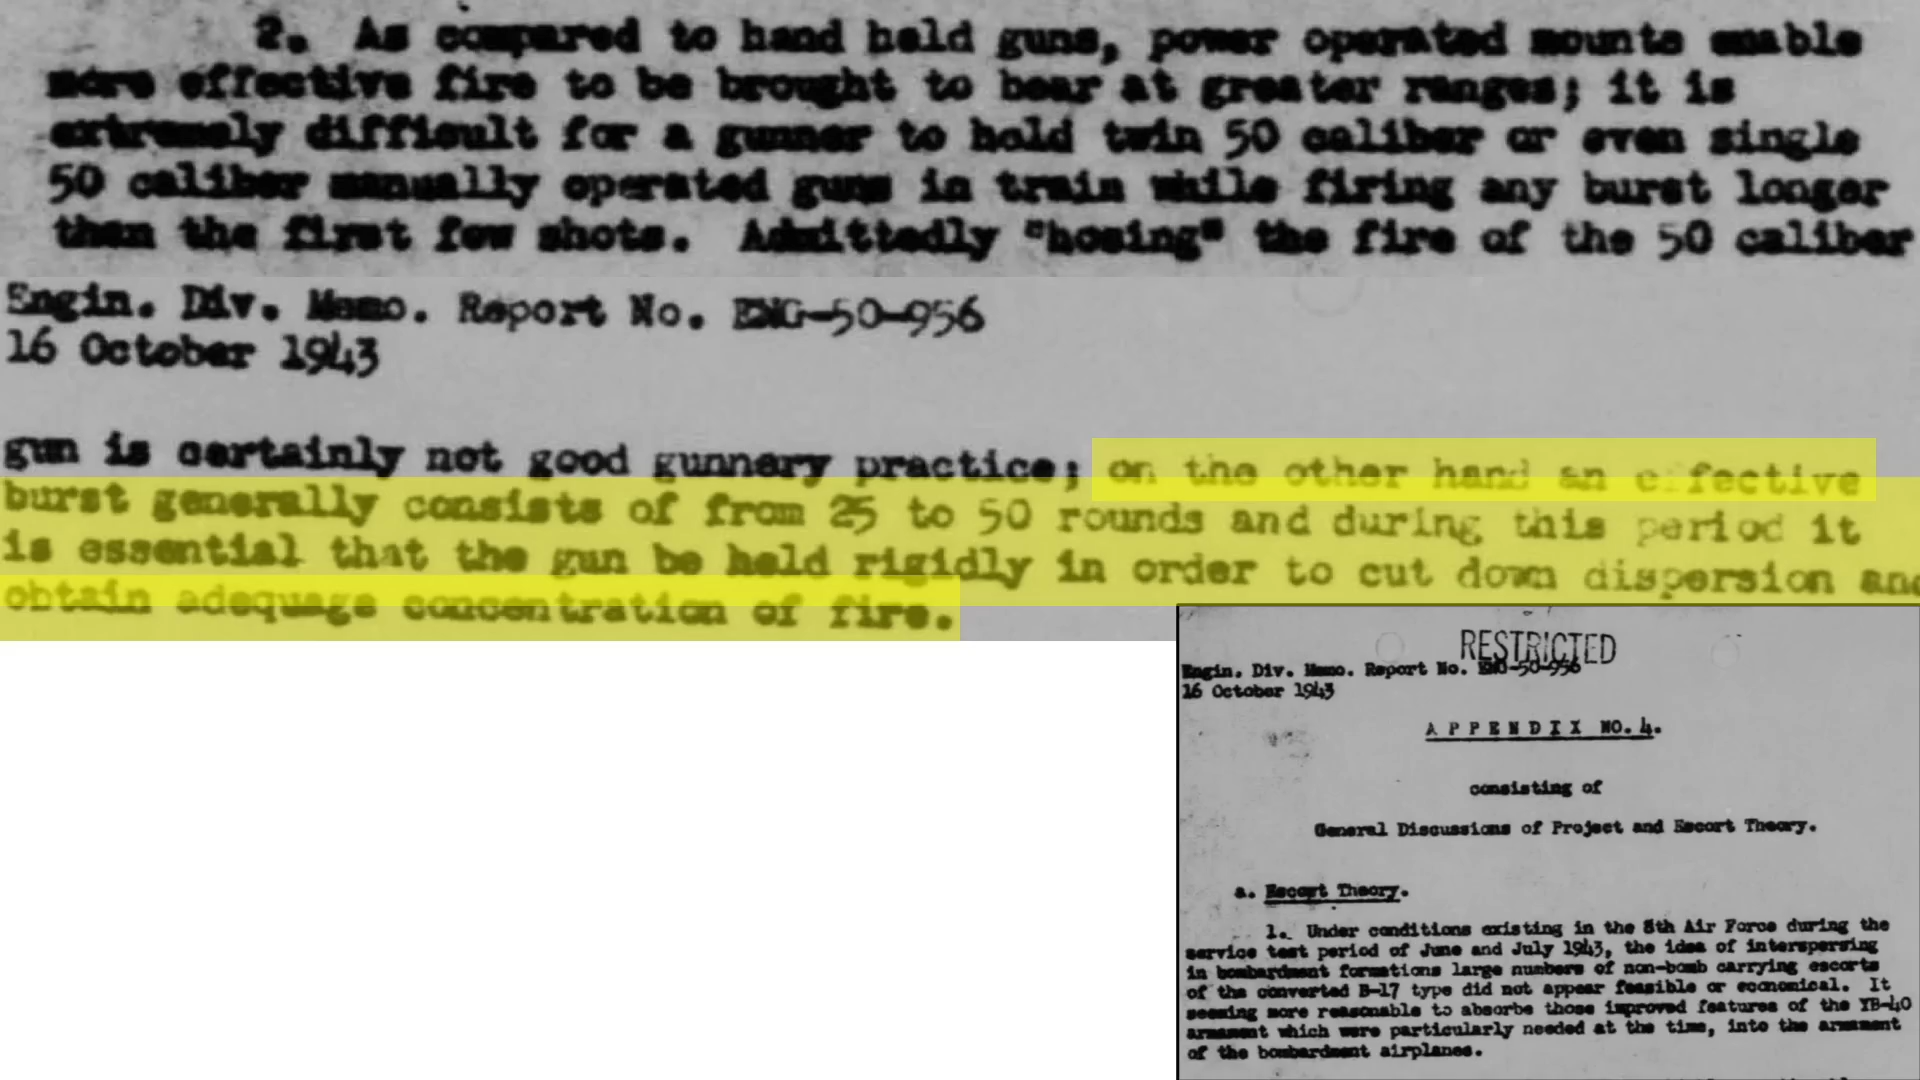 2. As compared to hand held guns, power operated mounts enable
more effective fire to be brought to bear at greater ranges; it is
extremely difficult for a gunner to hold twin 50 caliber or even single
50 caliber manually operated guns in train while firing any burst longer
than the first few shots. Admittedly "hosing" the fire of the 50 caliber
Engin. Div. Memo. Report No. ENG-50-956
16 October 1943
gun is certainly not good gunnery practice; on the other hand an effective
burst generally consists of from 25 to 50 rounds and during this period it
is essential that the gun be held rigidly in order to cut down dispersion and
obtain adequage concentration of fire.
RESTRICTED
Engin. Div. Memo. Report No. ENG-50-956
16 October 1943
APPENDIX NO. 4.
consisting of
General Discussions of Project and Escort Theory.
a. Escort Theory.
1. Under conditions existing in the 8th Air Force during the
service test period of June and July 1943, the idea of interspersing
in bombardment formations large numbers of non-bomb carrying escorts
of the converted B-17 type did not appear feasible or economical. It
seeming more reasonable to absorbe those improved features of the YB-40
armament which were particularly needed at the time, into the armament
of the bombardment airplanes.